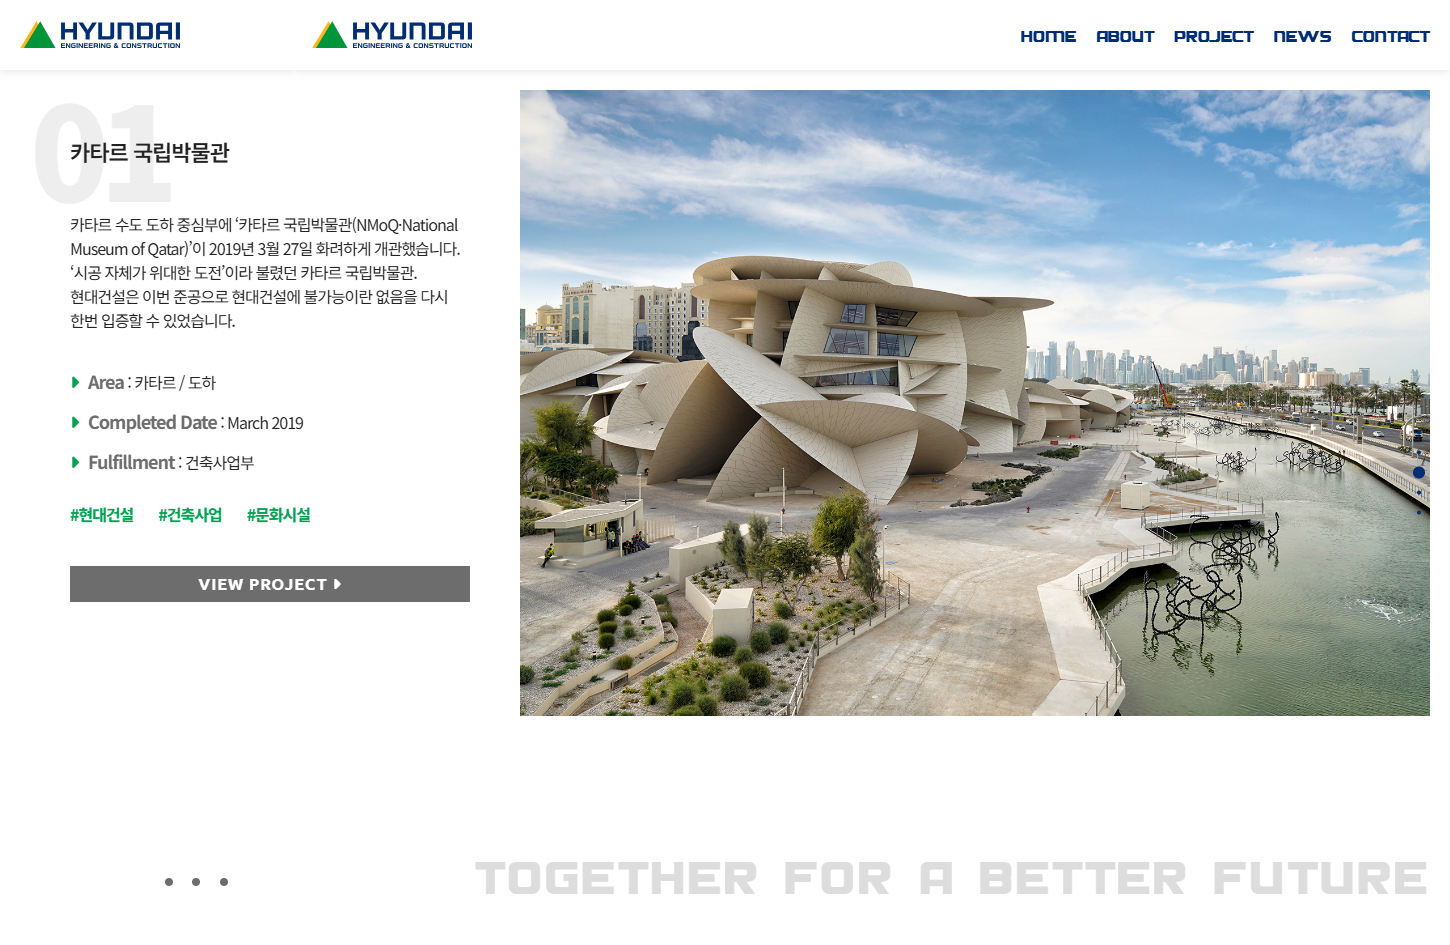 HYUNDAI
ENGINEERING & CONSTRUCTION
HYUNDAI
ENGINEERING & CONSTRUCTION
HOME ABOUT PROJECT NEWS CONTACT
01
카타르 국립박물관
카타르 수도 도하 중심부에 ‘카타르 국립박물관(NMoQ·National
Museum of Qatar)’이 2019년 3월 27일 화려하게 개관했습니다.
‘시공 자체가 위대한 도전’이라 불렸던 카타르 국립박물관.
현대건설은 이번 준공으로 현대건설에 불가능이란 없음을 다시
한번 입증할 수 있었습니다.
Area : 카타르 / 도하
Completed Date : March 2019
Fulfillment : 건축사업부
#현대건설 #건축사업 #문화시설
VIEW PROJECT
TOGETHER FOR A BETTER FUTURE